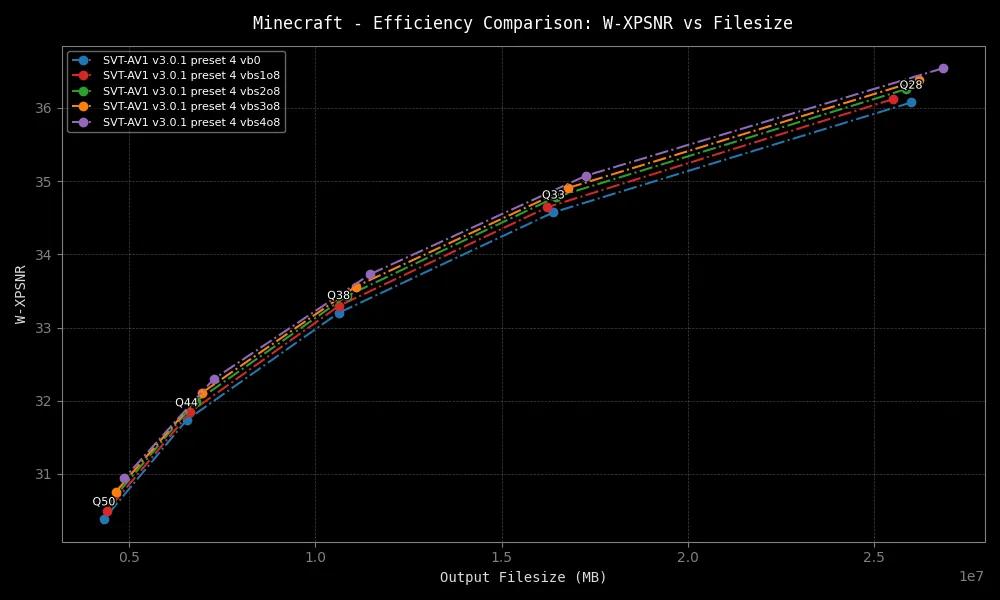 Minecraft - Efficiency Comparison: W-XPSNR vs Filesize
SVT-AV1 v3.0.1 preset 4 vb0
SVT-AV1 v3.0.1 preset 4 vbs1o8
SVT-AV1 v3.0.1 preset 4 vbs2o8
SVT-AV1 v3.0.1 preset 4 vbs3o8
SVT-AV1 v3.0.1 preset 4 vbs4o8
Q28
36
35
Q33
34
W-XPSNR
Q38
33
Q44
32
31
Q50
0.5 1.0 1.5 2.0 2.5
1e7
Output Filesize (MB)